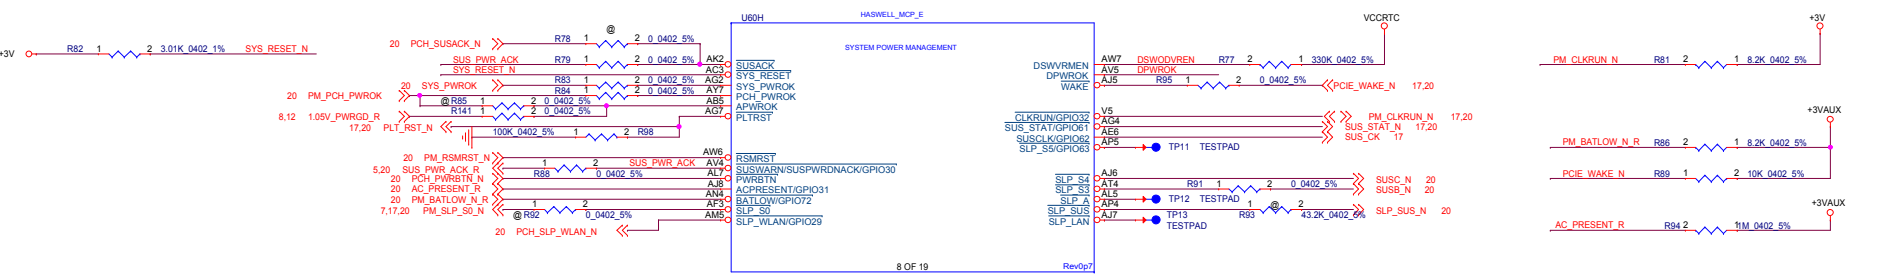 +3V R82 1 2 3.01K_0402_1% SYS_RESET_N
U60H HASWELL_MCP_E
SYSTEM POWER MANAGEMENT
@
20 PCH_SUSACK_N R78 1 2 0_0402_5%
SUS_PWR_ACK R79 1 2 0_0402_5% AK2 SUSACK
SYS_RESET_N AC3 SYS_RESET
20 SYS_PWROK R83 1 2 0_0402_5% AG2 SYS_PWROK
20 PM_PCH_PWROK R84 1 2 0_0402_5% AY7 PCH_PWROK
@ R85 1 2 0_0402_5% AB5 APWROK
8,12 1.05V_PWRGD_R R141 1 2 0_0402_5% AG7 PLTRST
17,20 PLT_RST_N
100K_0402_5% 1 2 R98
20 PM_RSMRST_N AW6 RSMRST
5,20 SUS_PWR_ACK_R R88 1 2 0_0402_5% SUS_PWR_ACK AV4 SUSWARN/SUSPWRDNACK/GPIO30
20 PCH_PWRBTN_N AL7 PWRBTN
20 AC_PRESENT_R AJ8 ACPRESENT/GPIO31
20 PM_BATLOW_N_R AN4 BATLOW/GPIO72
7,17,20 PM_SLP_S0_N @ R92 1 2 0_0402_5% AF3 SLP_S0
20 PCH_SLP_WLAN_N AM5 SLP_WLAN/GPIO29
VCCRTC
DSWVRMEN AW7 DSWODVREN R77 2 1 330K_0402_5%
DPWROK AV5 DPWROK
WAKE AJ5 R95 1 2 0_0402_5% PCIE_WAKE_N 17,20
CLKRUN/GPIO32 V5 PM_CLKRUN_N 17,20
SUS_STAT/GPIO61 AG4 SUS_STAT_N 17,20
SUSCLK/GPIO62 AE6 SUS_CK 17
SLP_S5/GPIO63 AP5 TP11 TESTPAD
SLP_S4 AJ6 SUSC_N 20
SLP_S3 AT4 R91 1 2 0_0402_5% SUSB_N 20
SLP_A AL5 TP12 TESTPAD
SLP_SUS AP4 R93 1 @ 2 43.2K_0402_6% SLP_SUS_N 20
SLP_LAN AJ7 TP13
TESTPAD
8 OF 19 Rev0p7
+3V
PM_CLKRUN_N R81 2 1 8.2K_0402_5%
+3VAUX
PM_BATLOW_N_R R86 2 1 8.2K_0402_5%
PCIE_WAKE_N R89 2 1 10K_0402_5%
+3VAUX
AC_PRESENT_R R94 2 1 1M_0402_5%